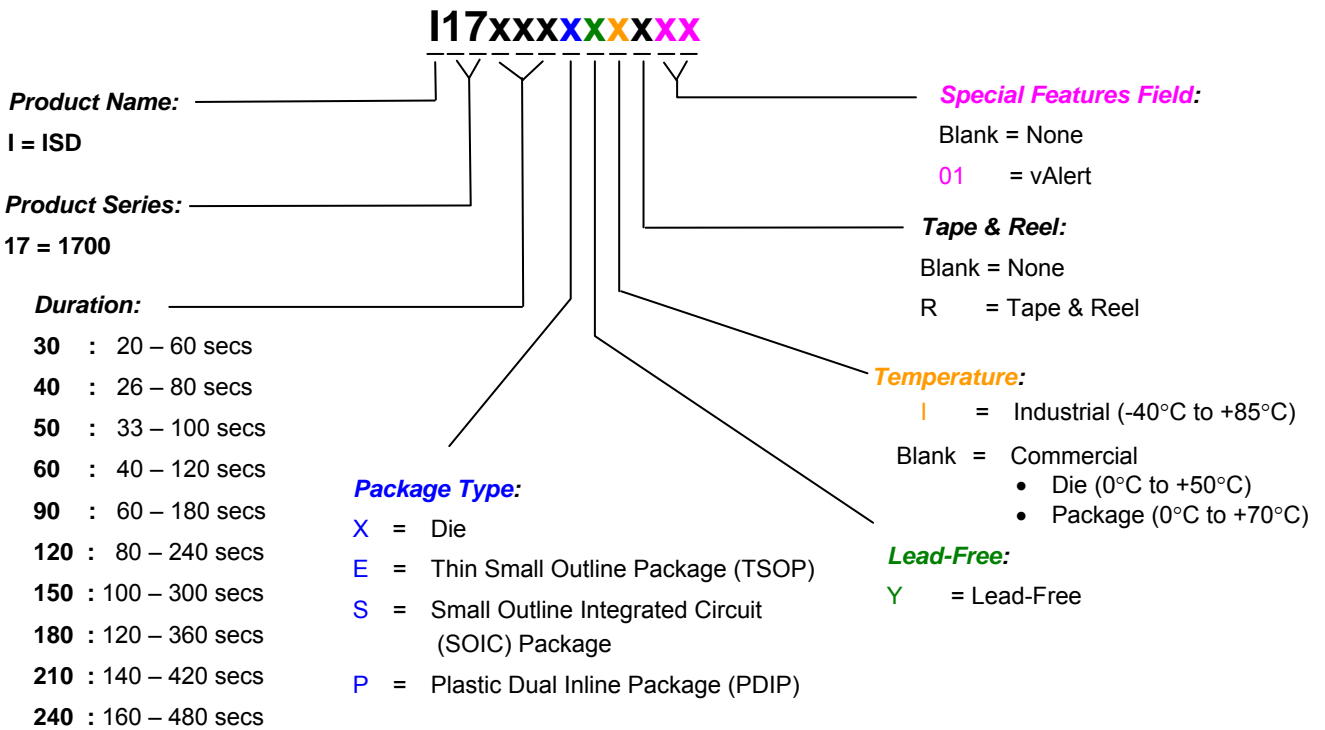 I17xxxxxxxxx
Product Name:
I = ISD
Product Series:
17 = 1700
Duration:
30 : 20 – 60 secs
40 : 26 – 80 secs
50 : 33 – 100 secs
60 : 40 – 120 secs
90 : 60 – 180 secs
120 : 80 – 240 secs
150 : 100 – 300 secs
180 : 120 – 360 secs
210 : 140 – 420 secs
240 : 160 – 480 secs
Package Type:
X = Die
E = Thin Small Outline Package (TSOP)
S = Small Outline Integrated Circuit
(SOIC) Package
P = Plastic Dual Inline Package (PDIP)
Special Features Field:
Blank = None
01 = vAlert
Tape & Reel:
Blank = None
R = Tape & Reel
Temperature:
I = Industrial (-40°C to +85°C)
Blank = Commercial
• Die (0°C to +50°C)
• Package (0°C to +70°C)
Lead-Free:
Y = Lead-Free